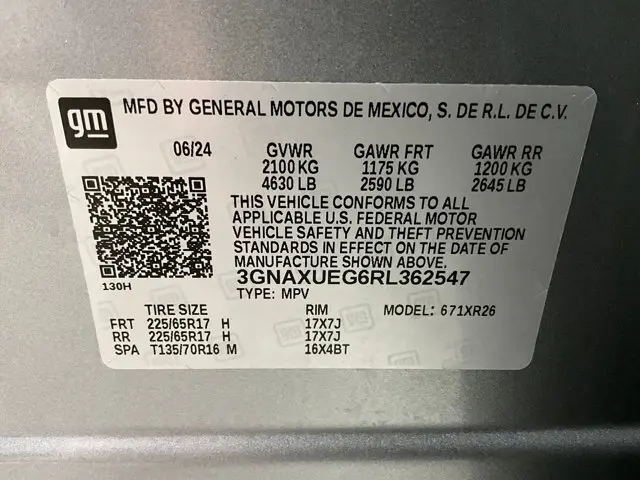 gm
MFD BY GENERAL MOTORS DE MEXICO, S. DE R.L. DE C.V.
06/24 GVWR GAWR FRT GAWR RR
2100 KG 1175 KG 1200 KG
4630 LB 2590 LB 2645 LB
THIS VEHICLE CONFORMS TO ALL
APPLICABLE U.S. FEDERAL MOTOR
VEHICLE SAFETY AND THEFT PREVENTION
STANDARDS IN EFFECT ON THE DATE OF
MANUFACTURE SHOWN ABOVE.
3GNAXUEG6RL362547
130H
TYPE: MPV
TIRE SIZE RIM MODEL: 671XR26
FRT 225/65R17 H 17X7J
RR 225/65R17 H 17X7J
SPA T135/70R16 M 16X4BT